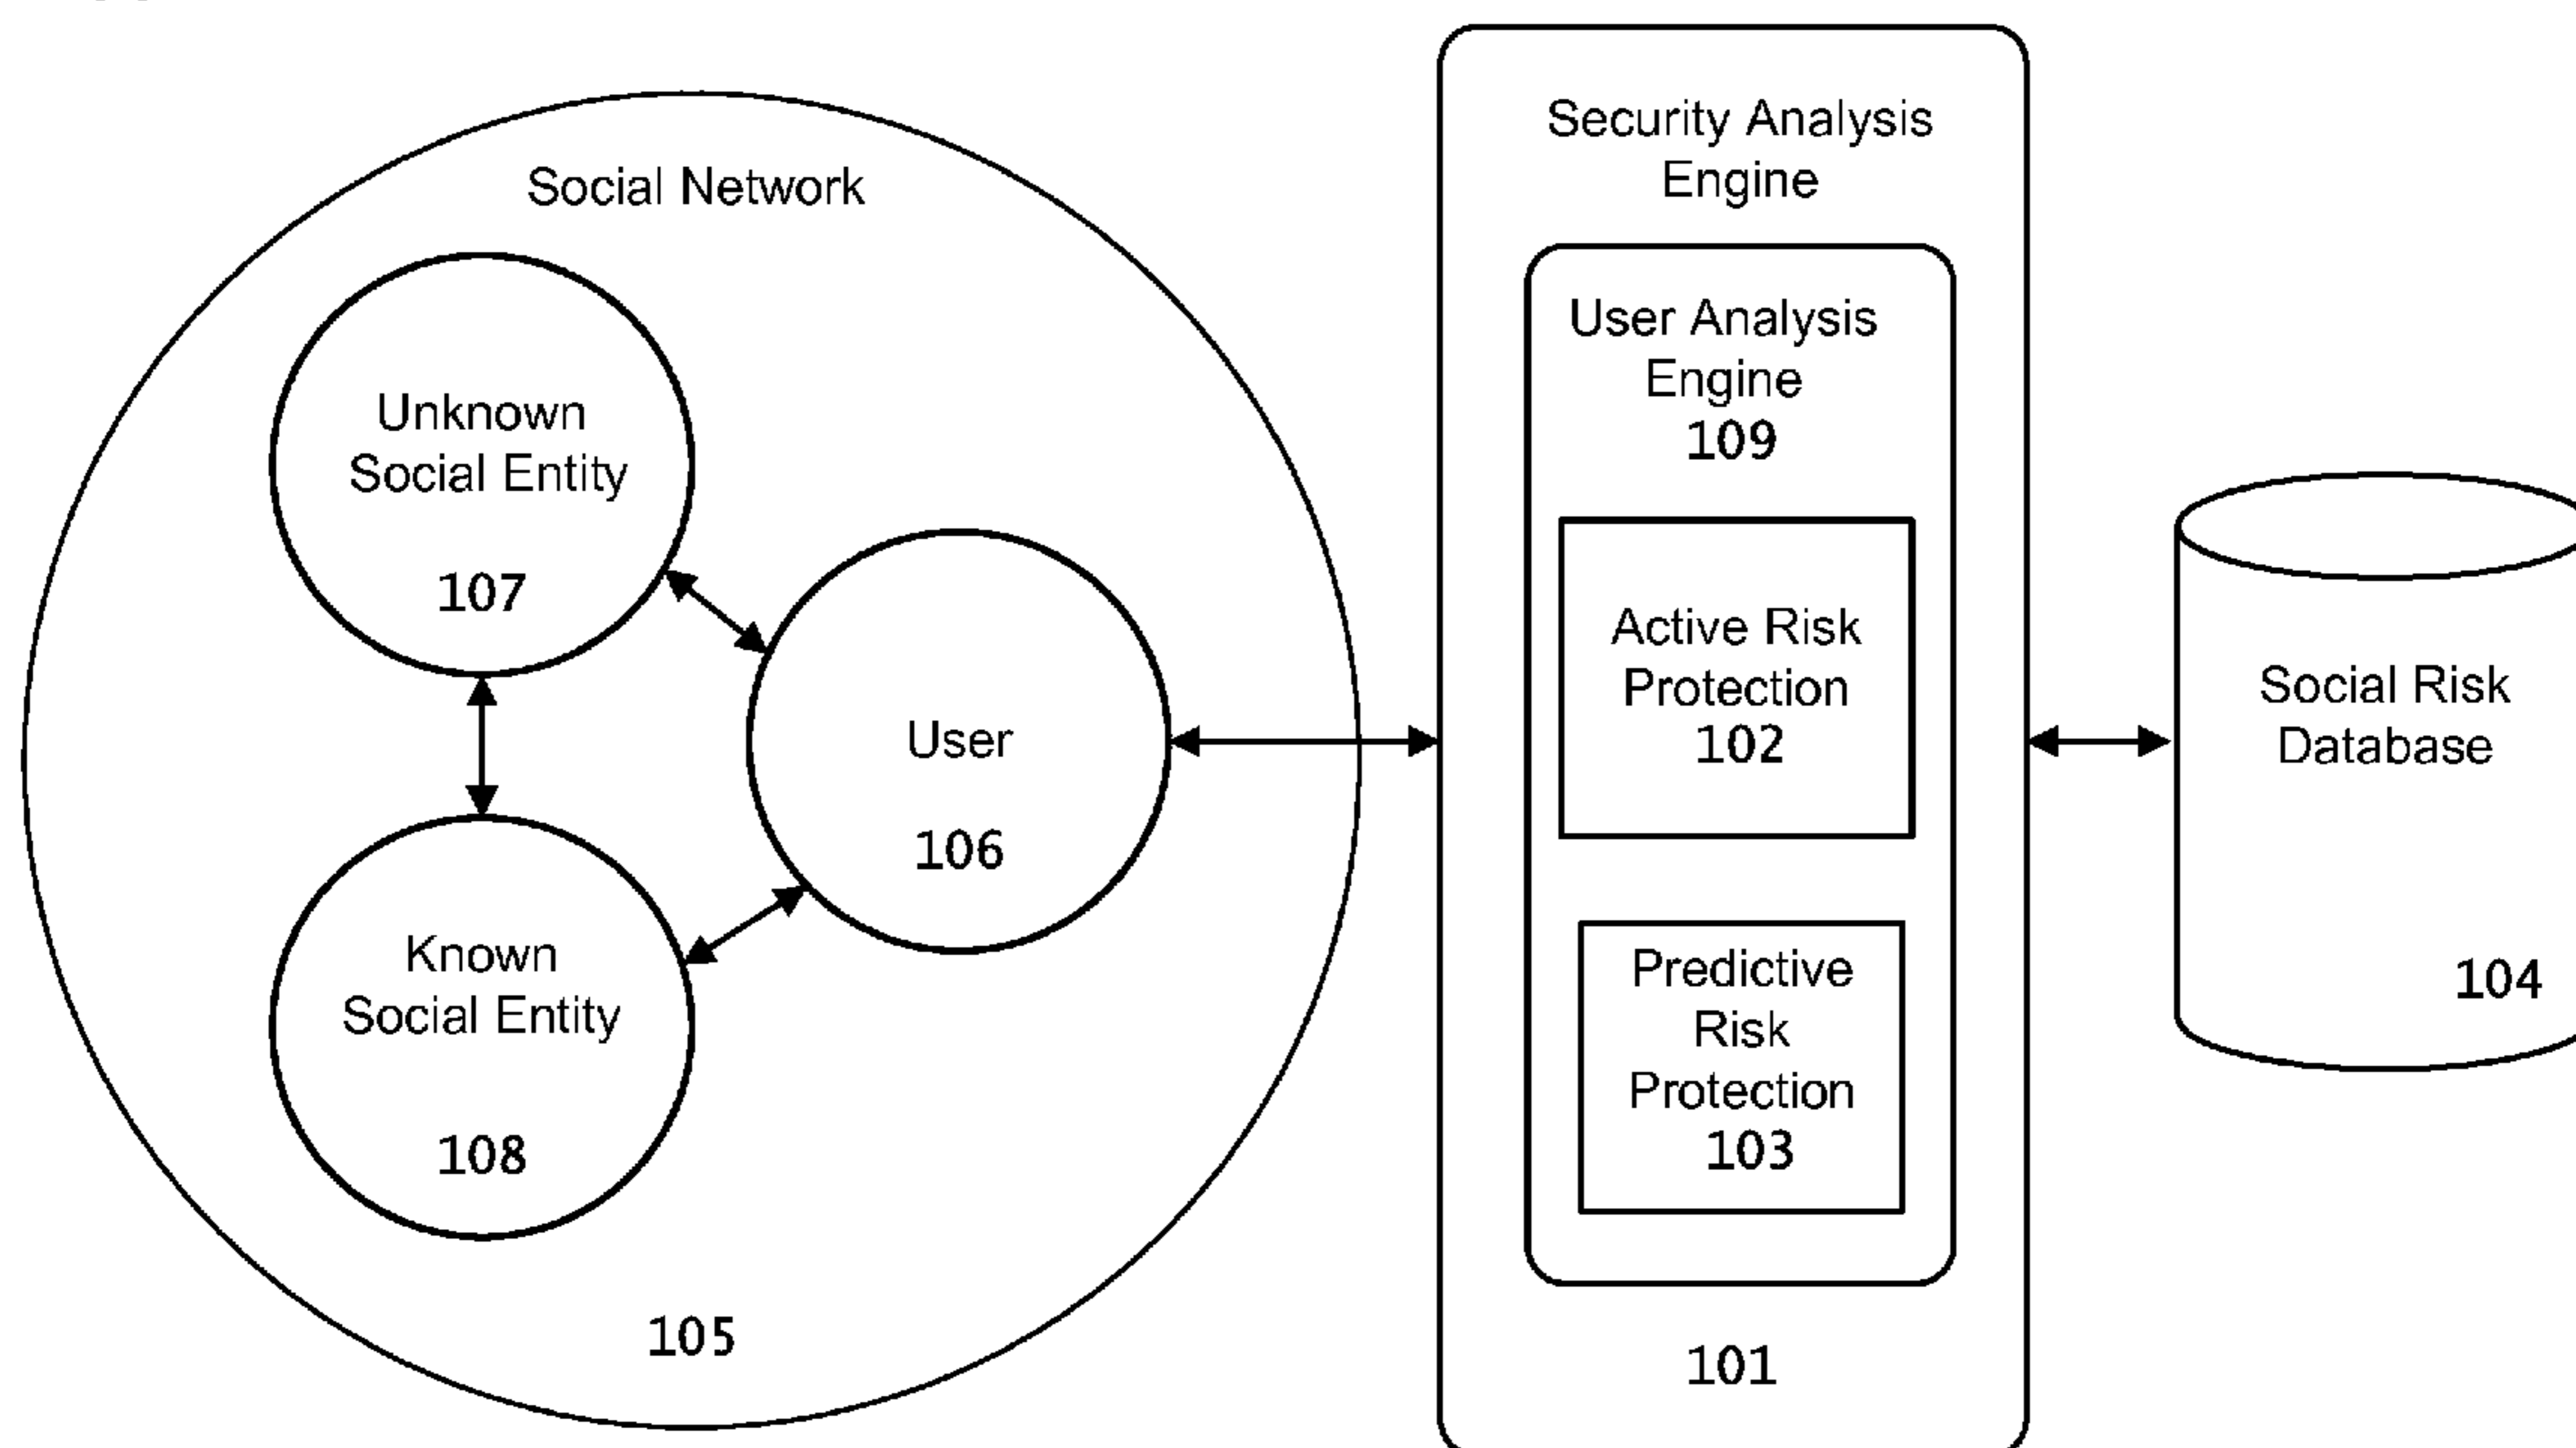 Social Network
Unknown
Social Entity
107
User
106
Known
Social Entity
108
105
Security Analysis
Engine
User Analysis
Engine
109
Active Risk
Protection
102
Predictive
Risk
Protection
103
101
Social Risk
Database
104